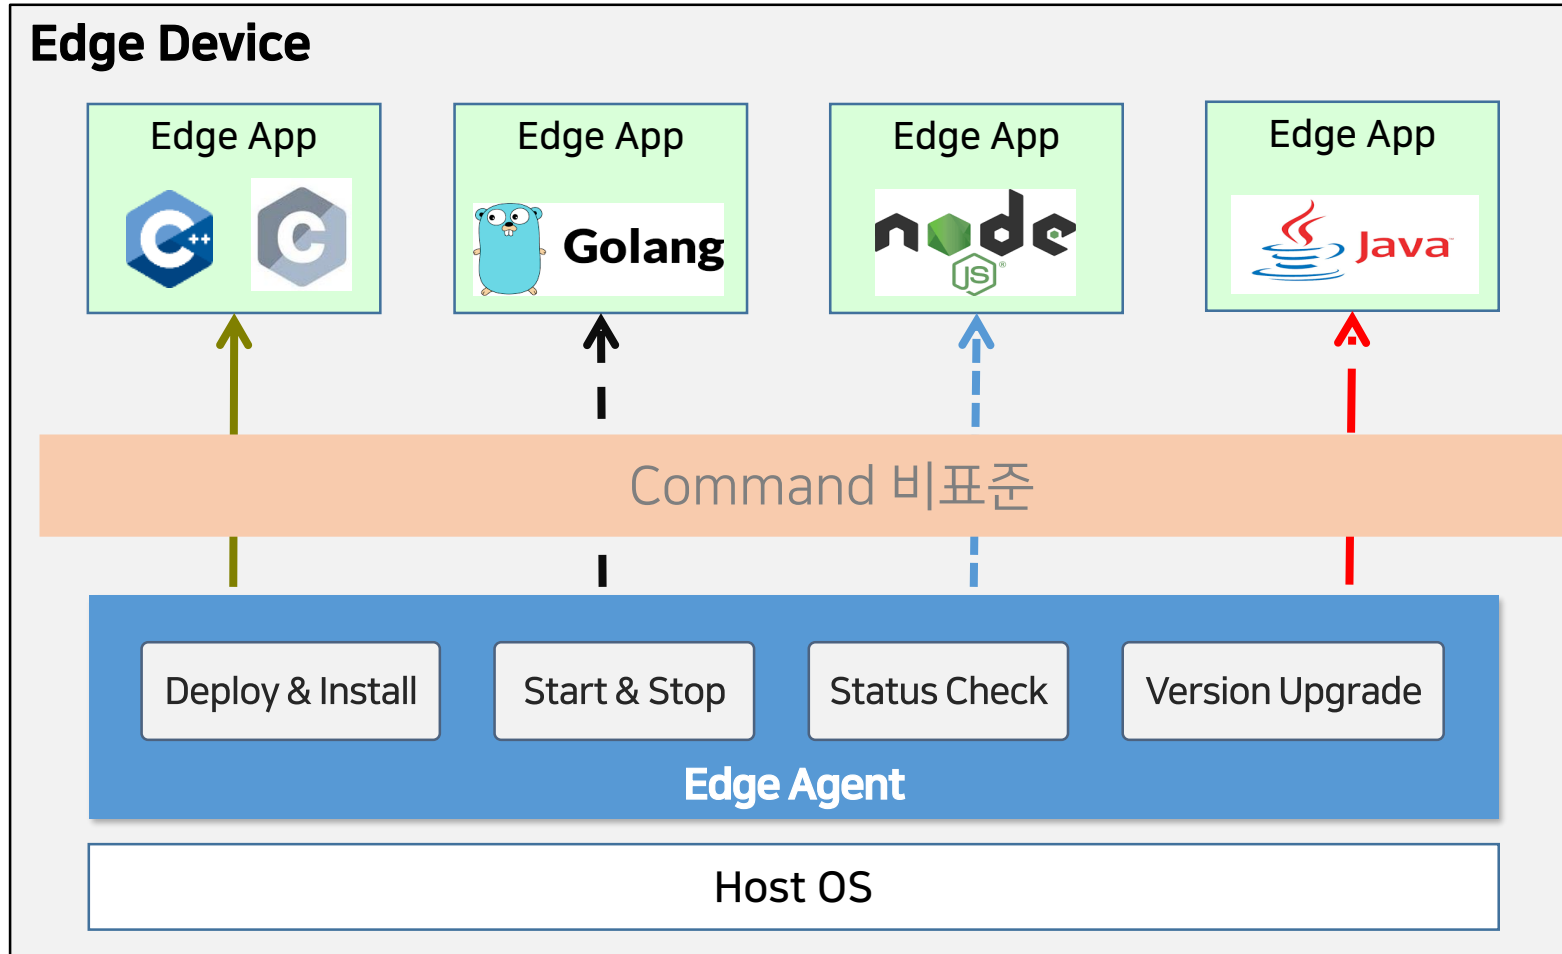 Edge Device
Edge App
C++
C
Edge App
Golang
Edge App
node
JS®
Edge App
Java™
Command 비표준
Deploy & Install
Start & Stop
Status Check
Version Upgrade
Edge Agent
Host OS